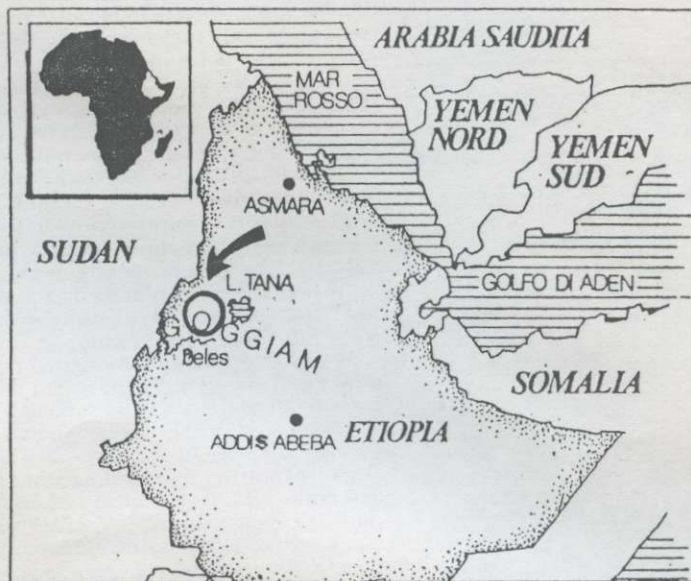 ARABIA SAUDITA
MAR
ROSSO
YEMEN
NORD
YEMEN
SUD
ASMARA
SUDAN
L. TANA
GOLFO DI ADEN
GOGGIAM
Beles
SOMALIA
ADDIS ABEBA
ETIOPIA